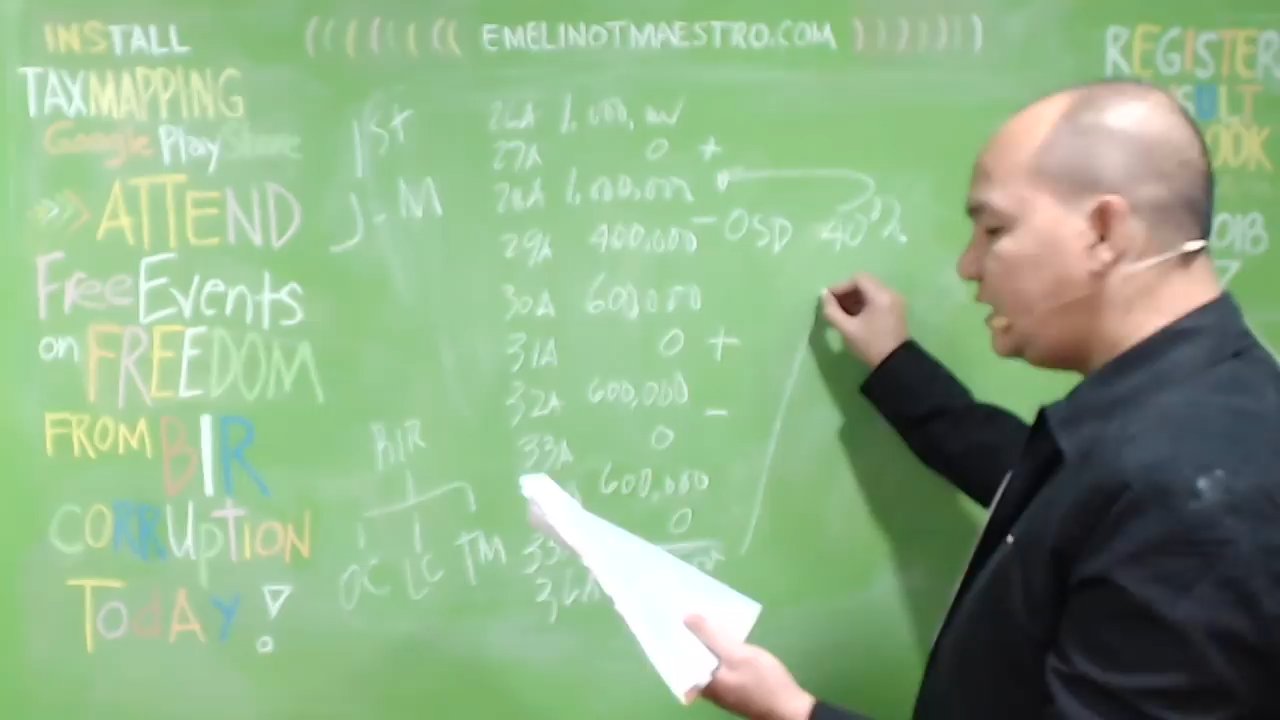 INSTALL
TAXMAPPING
Google Play Store
>>> ATTEND
Free Events
on FREEDOM
FROM BIR
CORRUPTION
TodAY!
((((((( EMELINOTMAESTRO.COM )))))))
1st
J-M
26A 1,000,000
27A 0 +
28A 1,000,000
29A 400,000 - OSD 40%
30A 600,000
31A 0 +
32A 600,000 -
33A 0
600,000
0
36A
BIR
OC LC TM
REGISTER